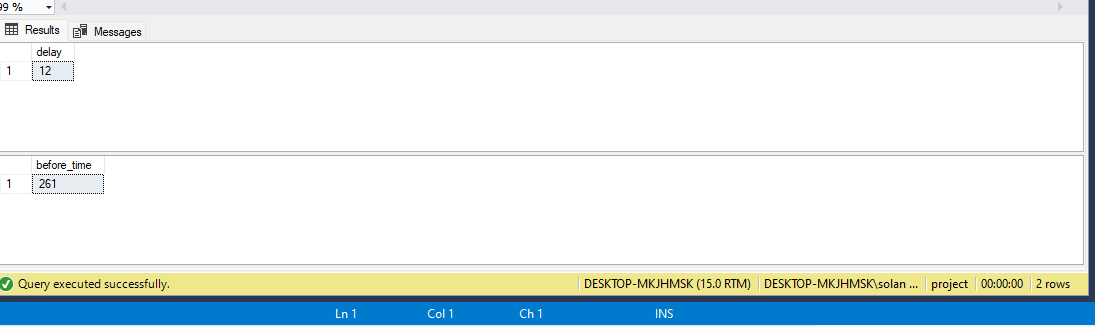 99 %
Results
Messages
delay
1 12
before_time
1 261
Query executed successfully.
DESKTOP-MKJHMSK (15.0 RTM) DESKTOP-MKJHMSK\solan ... project 00:00:00 2 rows
Ln 1 Col 1 Ch 1 INS